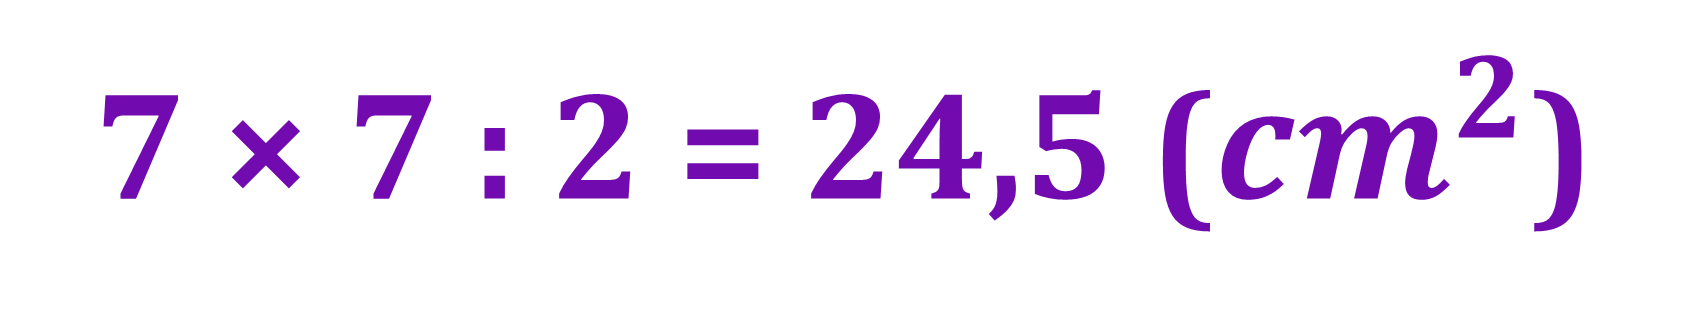 7 × 7 : 2 = 24,5 (cm²)